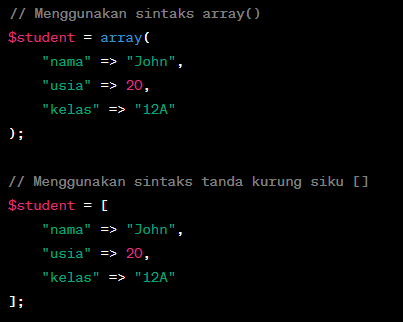 // Menggunakan sintaks array()
$student = array(
    "nama" => "John",
    "usia" => 20,
    "kelas" => "12A"
);

// Menggunakan sintaks tanda kurung siku []
$student = [
    "nama" => "John",
    "usia" => 20,
    "kelas" => "12A"
];